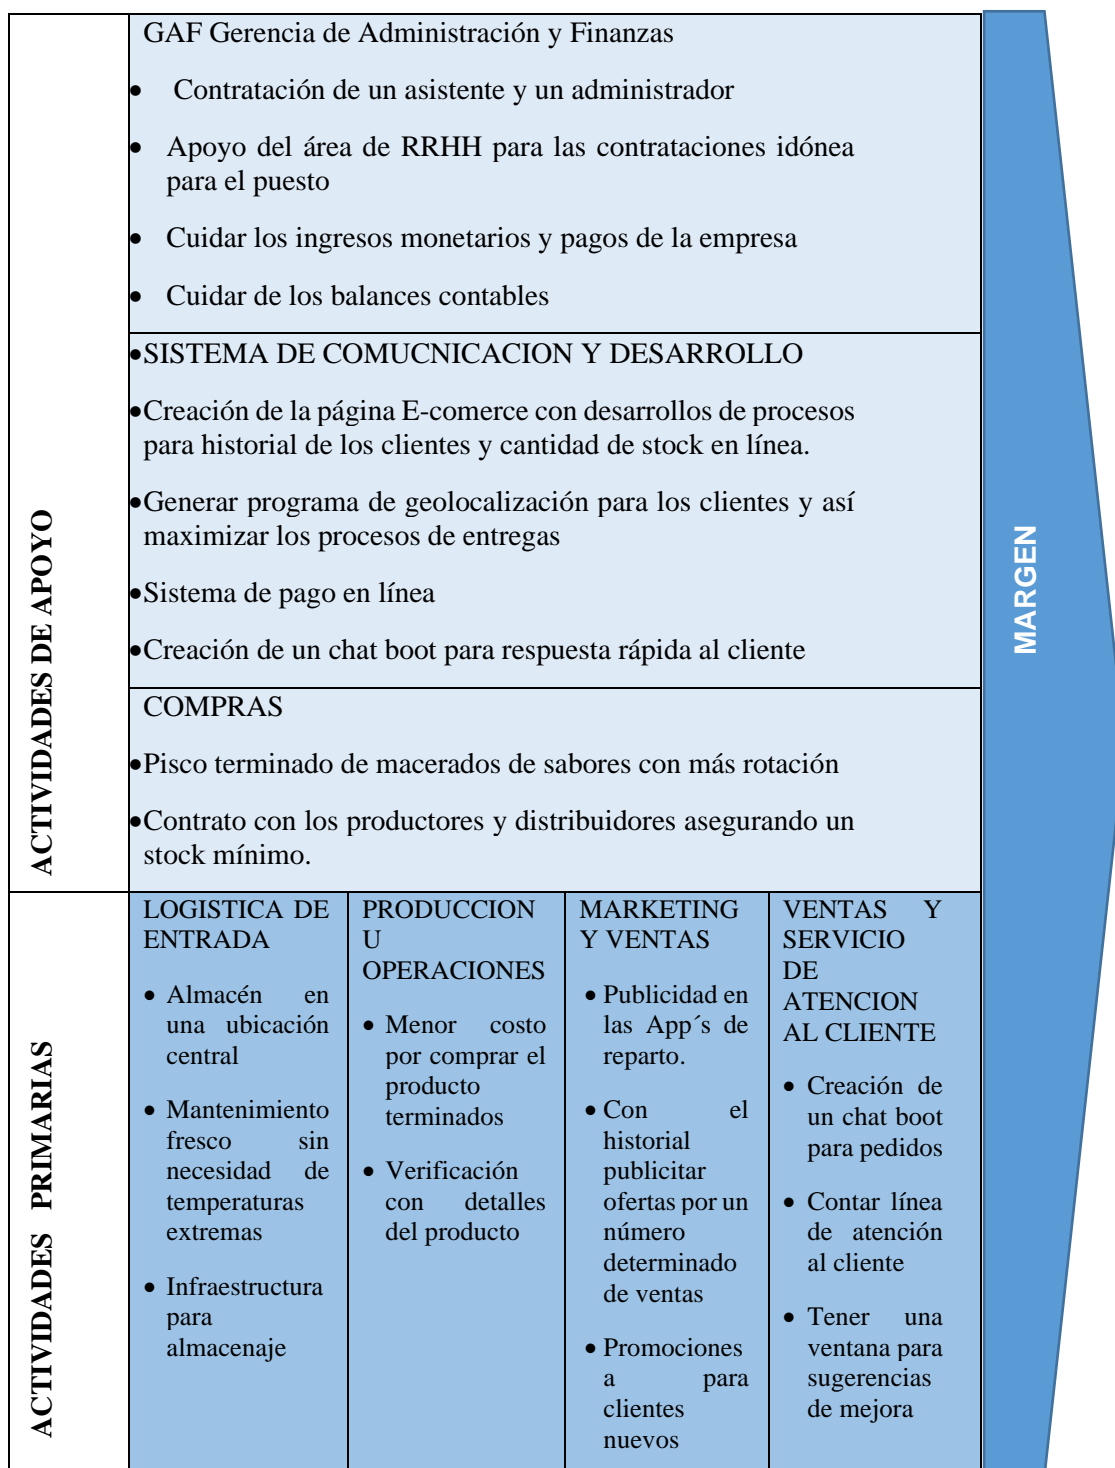 GAF Gerencia de Administración y Finanzas
• Contratación de un asistente y un administrador
• Apoyo del área de RRHH para las contrataciones idónea
para el puesto
• Cuidar los ingresos monetarios y pagos de la empresa
• Cuidar de los balances contables
•SISTEMA DE COMUCNICACION Y DESARROLLO
•Creación de la página E-comerce con desarrollos de procesos
para historial de los clientes y cantidad de stock en línea.
•Generar programa de geolocalización para los clientes y así
maximizar los procesos de entregas
•Sistema de pago en línea
•Creación de un chat boot para respuesta rápida al cliente
COMPRAS
•Pisco terminado de macerados de sabores con más rotación
•Contrato con los productores y distribuidores asegurando un
stock mínimo.
ACTIVIDADES DE APOYO
MARGEN
LOGISTICA DE
ENTRADA
• Almacén en
una ubicación
central
• Mantenimiento
fresco sin
necesidad de
temperaturas
extremas
• Infraestructura
para
almacenaje
PRODUCCION
U
OPERACIONES
• Menor costo
por comprar el
producto
terminados
• Verificación
con detalles
del producto
MARKETING
Y VENTAS
• Publicidad en
las App´s de
reparto.
• Con el
historial
publicitar
ofertas por un
número
determinado
de ventas
• Promociones
a para
clientes
nuevos
VENTAS Y
SERVICIO
DE
ATENCION
AL CLIENTE
• Creación de
un chat boot
para pedidos
• Contar línea
de atención
al cliente
• Tener una
ventana para
sugerencias
de mejora
ACTIVIDADES PRIMARIAS